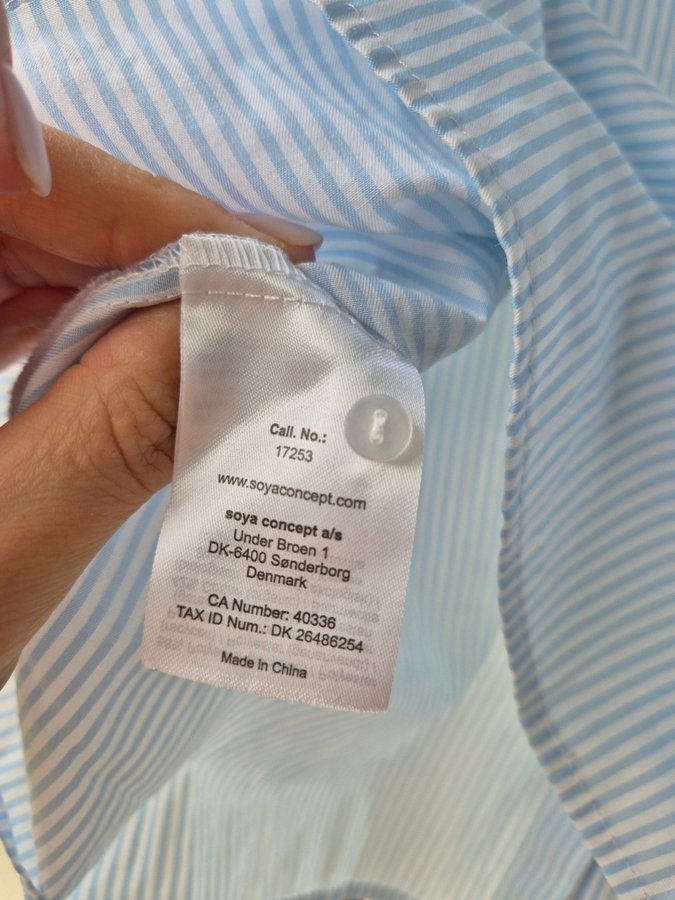 Call. No.:
17253
www.soyaconcept.com
soya concept a/s
Under Broen 1
DK-6400 Sønderborg
Denmark
CA Number: 40336
TAX ID Num.: DK 26486254
Made in China